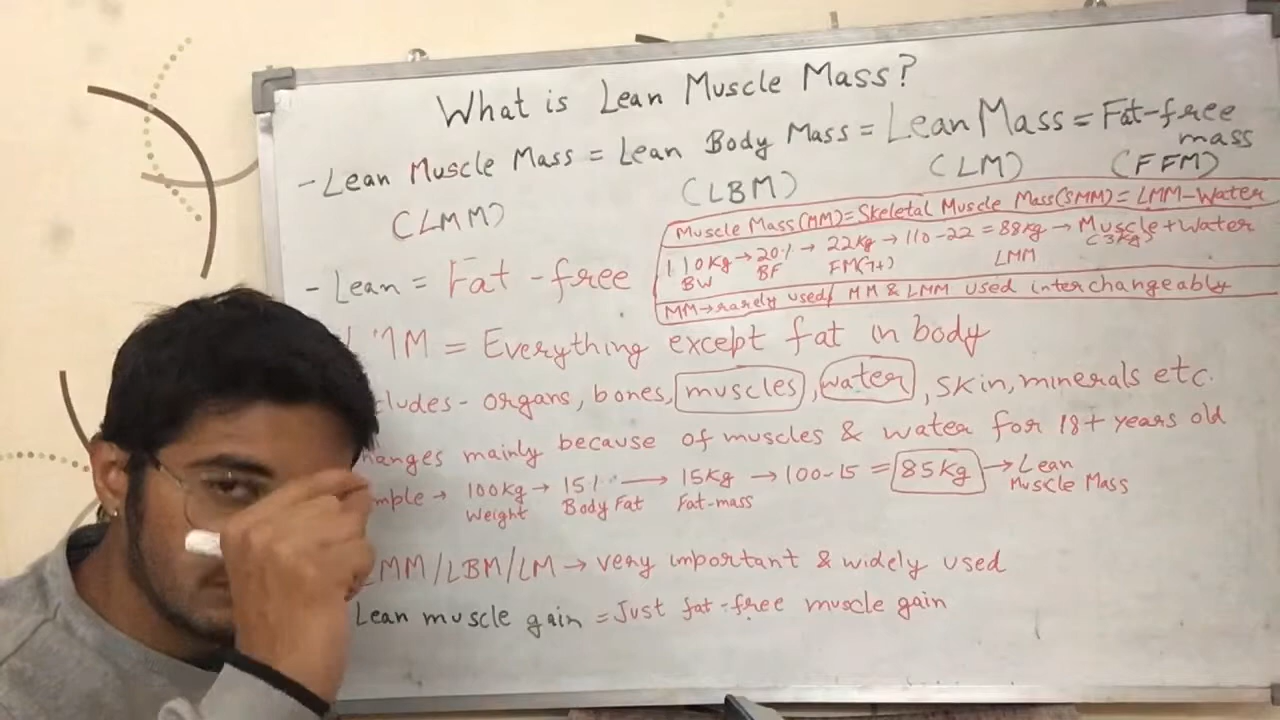 What is Lean Muscle Mass?
- Lean Muscle Mass = Lean Body Mass = Lean Mass = Fat-free mass
(LMM) (LBM) (LM) (FFM)
Muscle Mass(MM)=Skeletal Muscle Mass(SMM)=LMM-Water
110kg→20%→22kg→110-22=88kg→Muscle+Water
BW BF LMM
MM→rarely used/ MM & LMM used interchangeably
- Lean = Fat-free
= Everything except fat in body
- organs, bones, muscles, water, skin, minerals etc.
mainly because of muscles & water for 18+ years old
→ 100kg→ 15% → 15kg → 100-15 = 85kg → Lean Muscle Mass
Weight Body Fat Fat-mass
LMM/LBM/LM → very important & widely used
Lean muscle gain = Just fat-free muscle gain